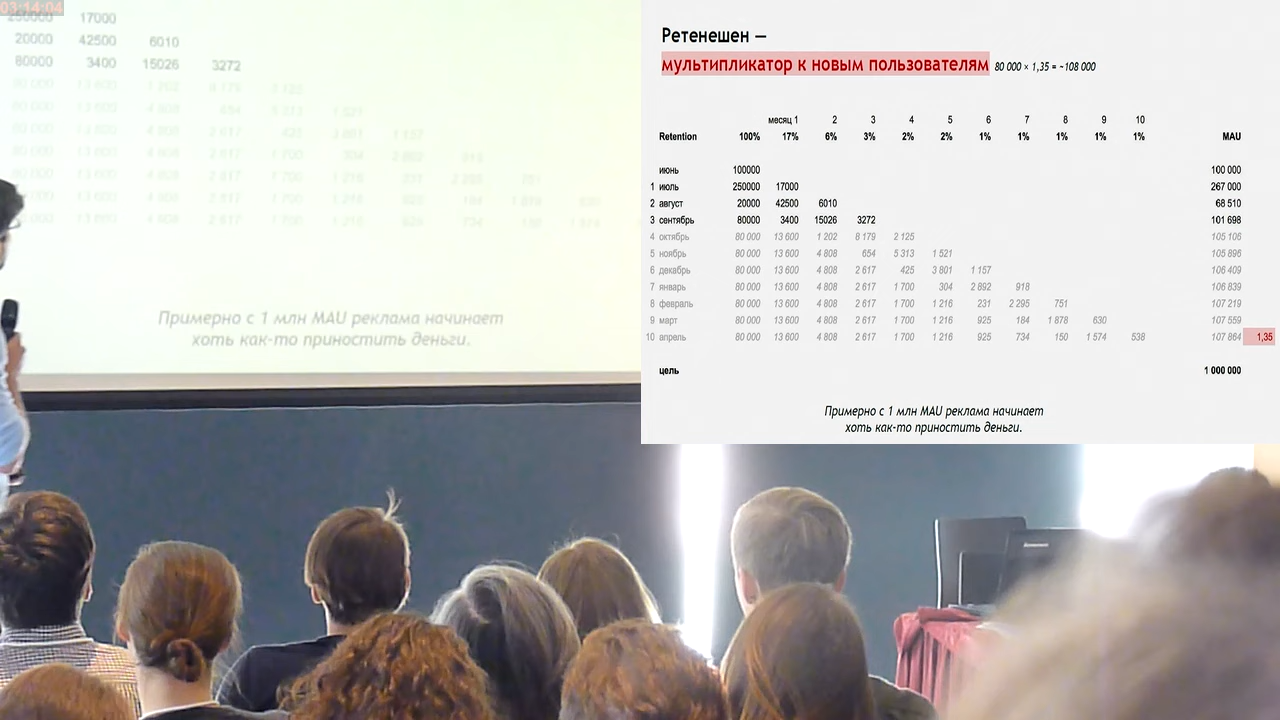 03:14:04
250000 17000
20000 42500 6010
80000 3400 15026 3272
Примерно с 1 млн MAU реклама начинает
хоть как-то приностить деньги.
Ретенешен —
мультипликатор к новым пользователям 80 000 × 1,35 = ~108 000
месяц 1 2 3 4 5 6 7 8 9 10
Retention 100% 17% 6% 3% 2% 2% 1% 1% 1% 1% 1% MAU
июнь 100000 100 000
1 июль 250000 17000 267 000
2 август 20000 42500 6010 68 510
3 сентябрь 80000 3400 15026 3272 101 698
4 октябрь 80 000 13 600 1 202 8 179 2 125 105 106
5 ноябрь 80 000 13 600 4 808 654 5 313 1 521 105 896
6 декабрь 80 000 13 600 4 808 2 617 425 3 801 1 157 106 409
7 январь 80 000 13 600 4 808 2 617 1 700 304 2 892 918 106 839
8 февраль 80 000 13 600 4 808 2 617 1 700 1 216 231 2 295 751 107 219
9 март 80 000 13 600 4 808 2 617 1 700 1 216 925 184 1 878 630 107 559
10 апрель 80 000 13 600 4 808 2 617 1 700 1 216 925 734 150 1 574 538 107 864 1,35
цель 1 000 000
Примерно с 1 млн MAU реклама начинает
хоть как-то приностить деньги.